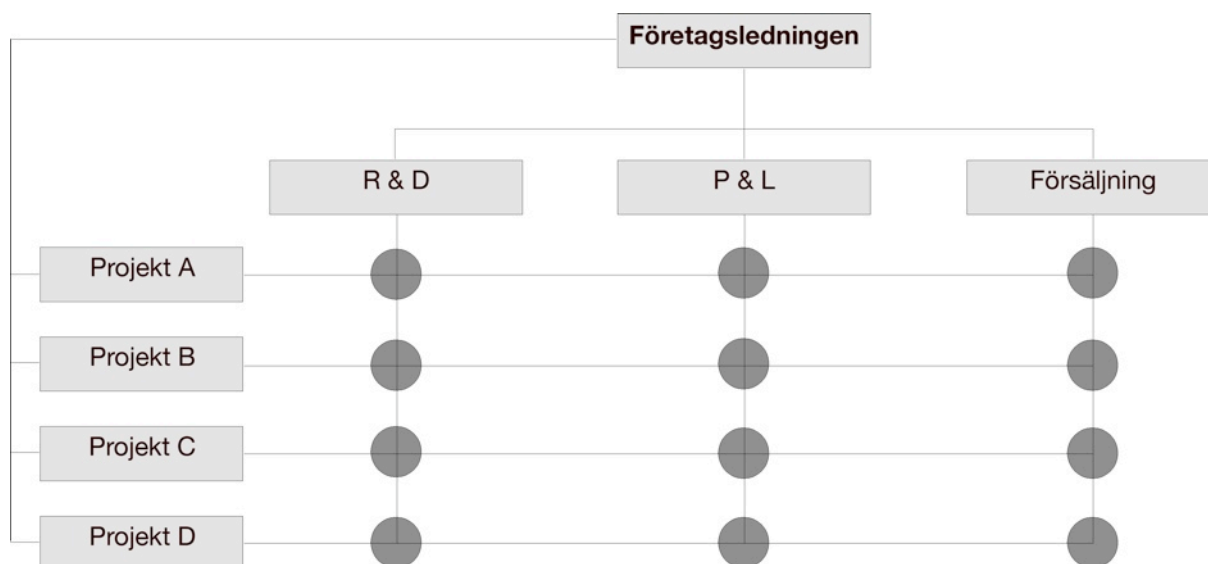 Företagsledningen
R & D
P & L
Försäljning
Projekt A
Projekt B
Projekt C
Projekt D